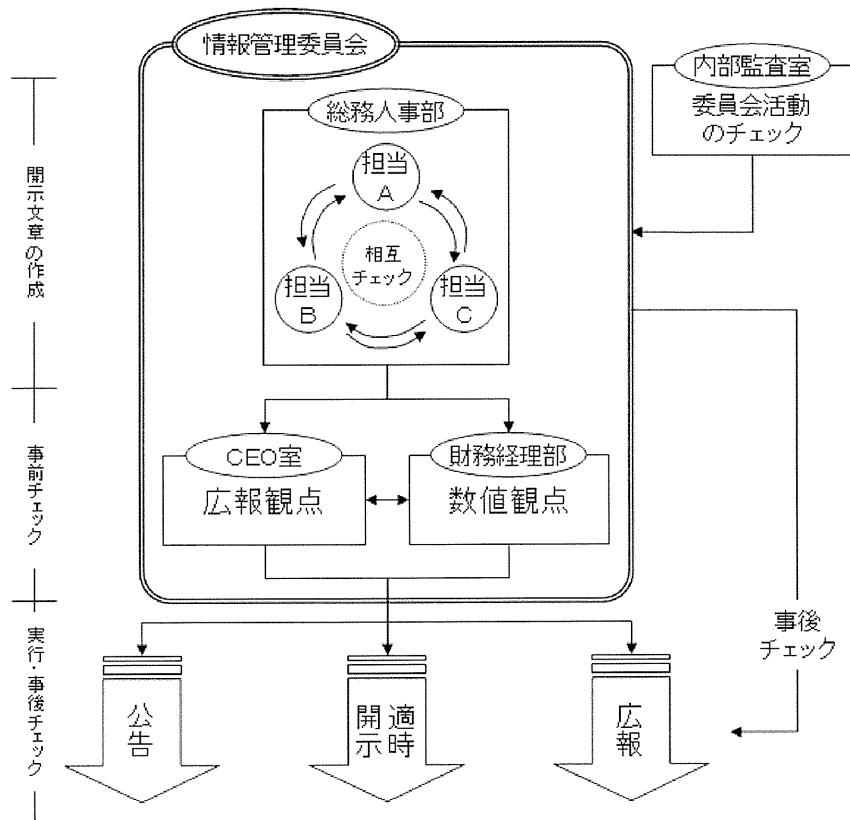 情報管理委員会
内部監査室
委員会活動
のチェック
総務人事部
担当
A
相互
チェック
担当
B
担当
C
開示文章の作成
CEO室
広報観点
財務経理部
数値観点
事前チェック
事後
チェック
実行・事後チェック
公告
適時
開示
広報